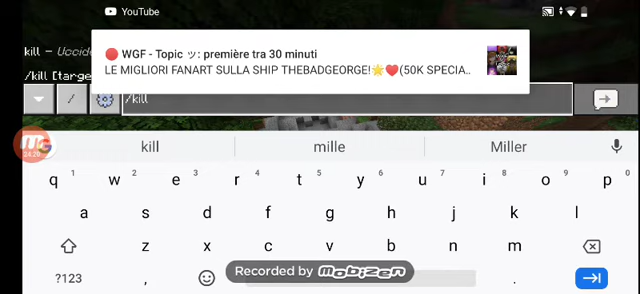 YouTube
🔴 WGF - Topic ツ: première tra 30 minuti
LE MIGLIORI FANART SULLA SHIP THEBADGEORGE!🌟❤️(50K SPECIA..
kill – Uccide
/kill [targe
/kill
24:29
kill mille Miller
q 1 w 2 e 3 r 4 t 5 y 6 u 7 i 8 o 9 p 0
a s d f g h j k l
z x c v b n m
?123 , .
Recorded by mobizen